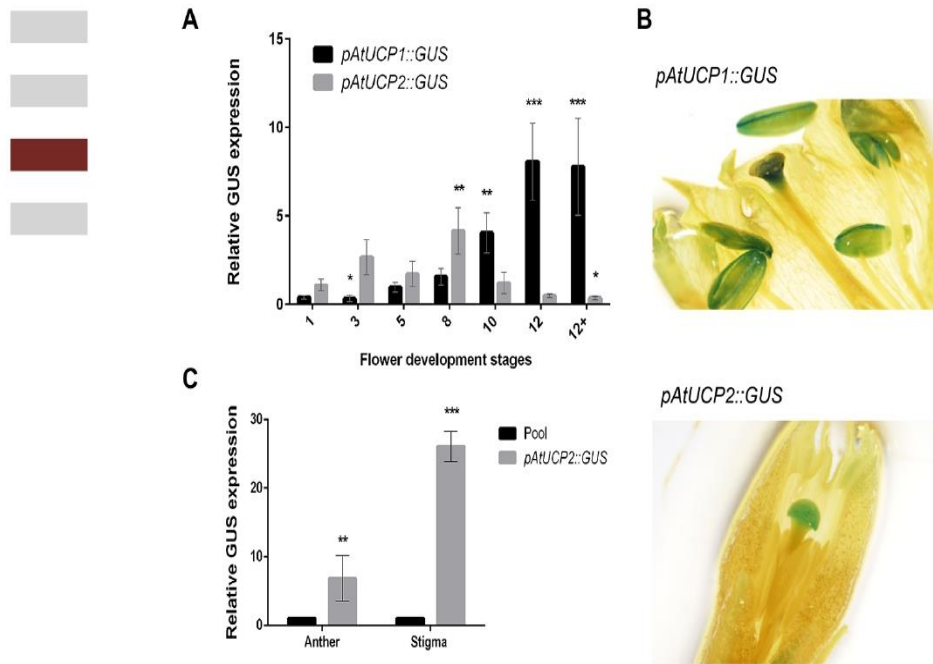 A
15
10
5
0
Relative GUS expression
pAtUCP1::GUS
pAtUCP2::GUS
*
**
**
***
***
*
1 3 5 8 10 12 12+
Flower development stages
B
pAtUCP1::GUS
pAtUCP2::GUS
C
30
20
10
0
Relative GUS expression
**
***
Pool
pAtUCP2::GUS
Anther Stigma